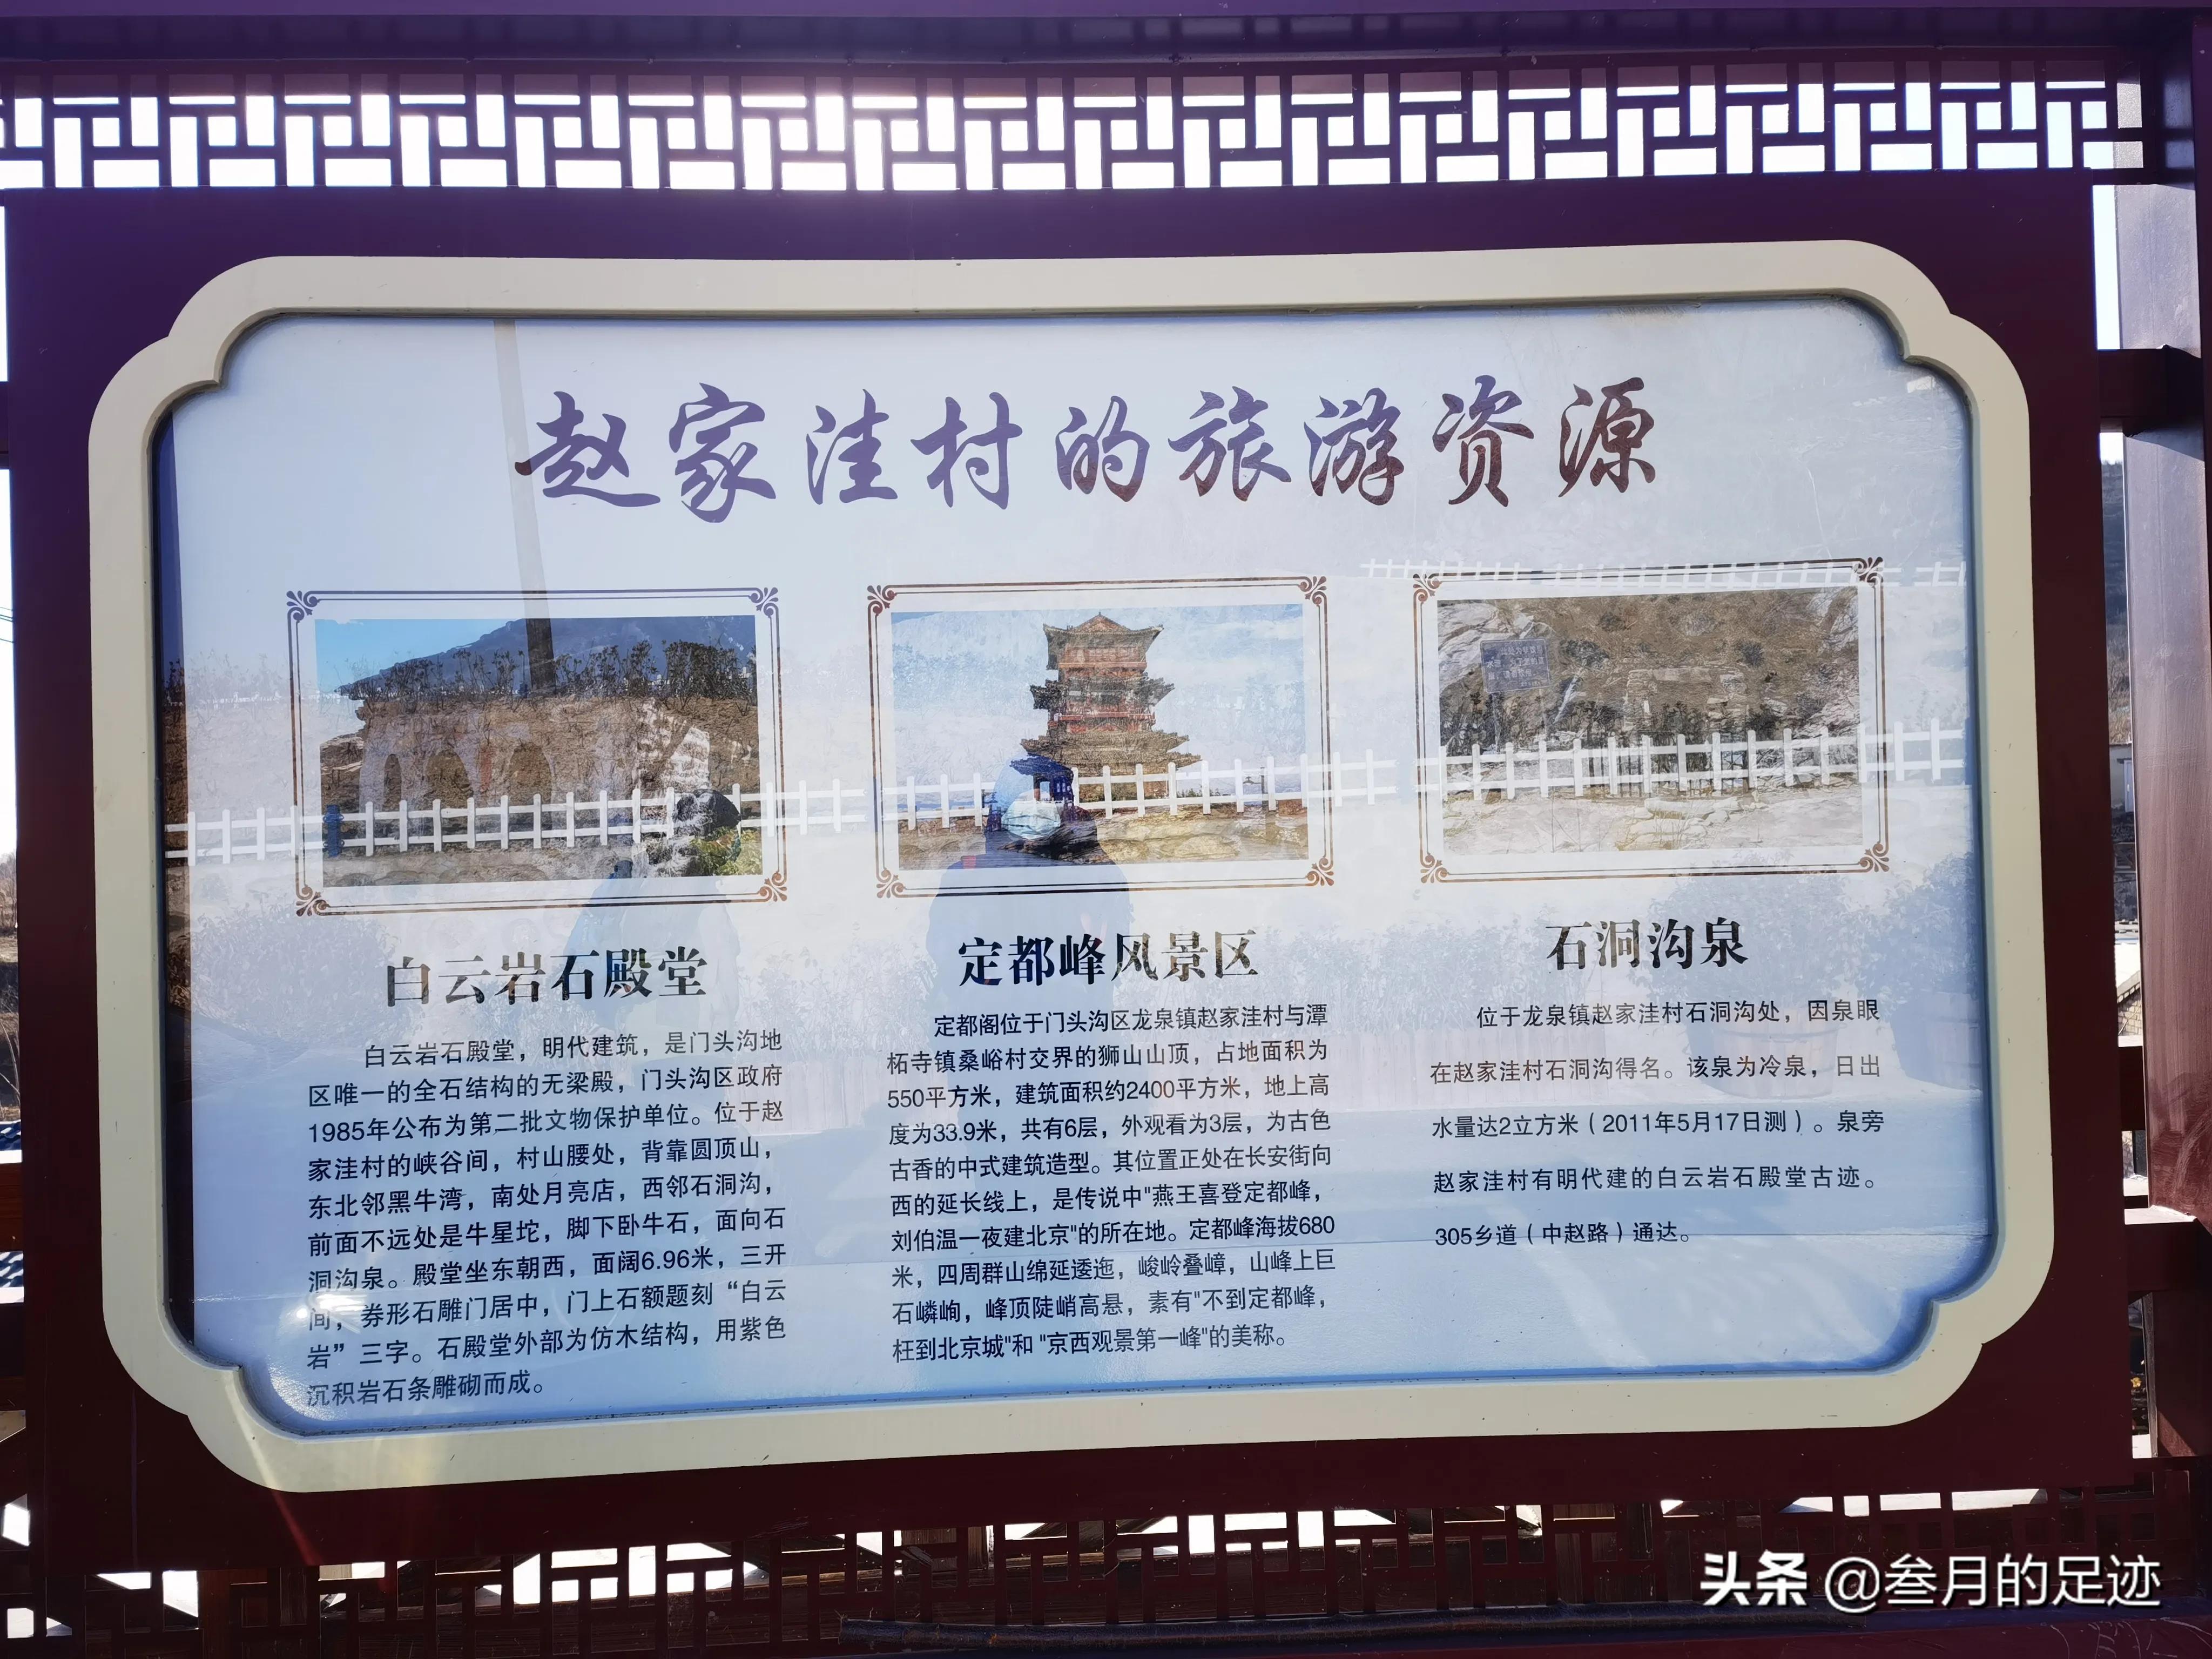 赵家洼村的旅游资源
白云岩石殿堂
白云岩石殿堂，明代建筑，是门头沟地
区唯一的全石结构的无梁殿，门头沟区政府
1985年公布为第二批文物保护单位。位于赵
家洼村的峡谷间，村山腰处，背靠圆顶山，
东北邻黑牛湾，南处月亮店，西邻石洞沟，
前面不远处是牛星坨，脚下卧牛石，面向石
洞沟泉。殿堂坐东朝西，面阔6.96米，三开
间，券形石雕门居中，门上石额题刻“白云
岩”三字。石殿堂外部为仿木结构，用紫色
沉积岩石条雕砌而成。
定都峰风景区
定都阁位于门头沟区龙泉镇赵家洼村与潭
柘寺镇桑峪村交界的狮山山顶，占地面积为
550平方米，建筑面积约2400平方米，地上高
度为33.9米，共有6层，外观看为3层，为古色
古香的中式建筑造型。其位置正处在长安街向
西的延长线上，是传说中"燕王喜登定都峰，
刘伯温一夜建北京"的所在地。定都峰海拔680
米，四周群山绵延逶迤，峻岭叠嶂，山峰上巨
石嶙峋，峰顶陡峭高悬，素有"不到定都峰，
枉到北京城"和 "京西观景第一峰"的美称。
石洞沟泉
位于龙泉镇赵家洼村石洞沟处，因泉眼
在赵家洼村石洞沟得名。该泉为冷泉，日出
水量达2立方米（2011年5月17日测）。泉旁
赵家洼村有明代建的白云岩石殿堂古迹。
305乡道（中赵路）通达。
头条 @叁月的足迹